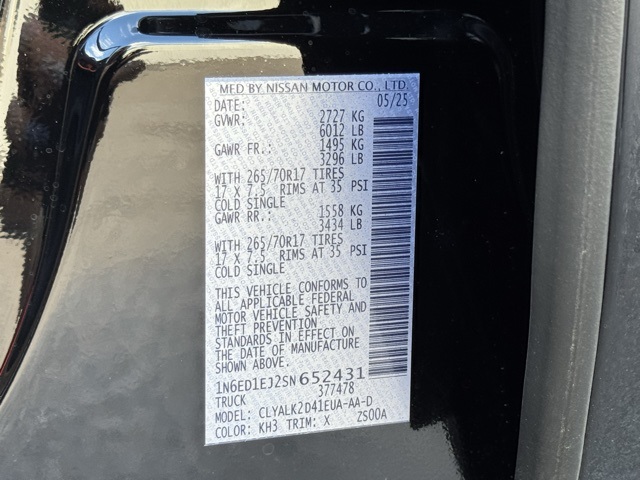 MFD BY NISSAN MOTOR CO., LTD.
DATE: 05/25
GVWR: 2727 KG
6012 LB
GAWR FR.: 1495 KG
3296 LB
WITH 265/70R17 TIRES
17 X 7.5 RIMS AT 35 PSI
COLD SINGLE
GAWR RR.: 1558 KG
3434 LB
WITH 265/70R17 TIRES
17 X 7.5 RIMS AT 35 PSI
COLD SINGLE
THIS VEHICLE CONFORMS TO
ALL APPLICABLE FEDERAL
MOTOR VEHICLE SAFETY AND
THEFT PREVENTION
STANDARDS IN EFFECT ON
THE DATE OF MANUFACTURE
SHOWN ABOVE.
1N6ED1EJ2SN652431
TRUCK 377478
MODEL: CLYALK2D41EUA-AA-D
COLOR: KH3 TRIM: X ZS00A